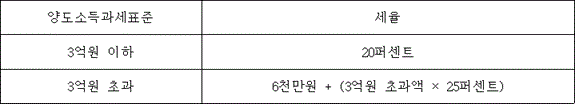 양도소득과세표준 세율
3억원 이하 20퍼센트
3억원 초과 6천만원 + (3억원 초과액 × 25퍼센트)